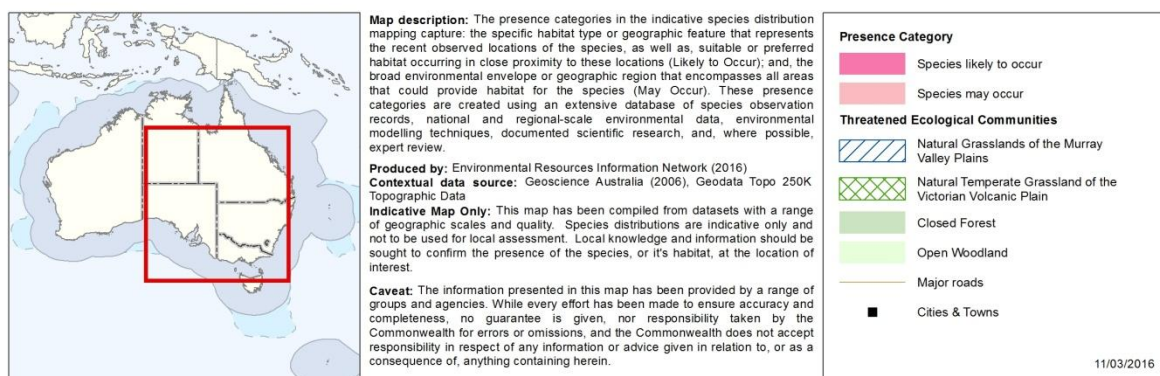 Map description: The presence categories in the indicative species distribution
mapping capture: the specific habitat type or geographic feature that represents
the recent observed locations of the species, as well as, suitable or preferred
habitat occurring in close proximity to these locations (Likely to Occur); and, the
broad environmental envelope or geographic region that encompasses all areas
that could provide habitat for the species (May Occur). These presence
categories are created using an extensive database of species observation
records, national and regional-scale environmental data, environmental
modelling techniques, documented scientific research, and, where possible,
expert review.
Produced by: Environmental Resources Information Network (2016)
Contextual data source: Geoscience Australia (2006), Geodata Topo 250K
Topographic Data
Indicative Map Only: This map has been compiled from datasets with a range
of geographic scales and quality. Species distributions are indicative only and
not to be used for local assessment. Local knowledge and information should be
sought to confirm the presence of the species, or it's habitat, at the location of
interest.
Caveat: The information presented in this map has been provided by a range of
groups and agencies. While every effort has been made to ensure accuracy and
completeness, no guarantee is given, nor responsibility taken by the
Commonwealth for errors or omissions, and the Commonwealth does not accept
responsibility in respect of any information or advice given in relation to, or as a
consequence of, anything containing herein.
Presence Category
Species likely to occur
Species may occur
Threatened Ecological Communities
Natural Grasslands of the Murray
Valley Plains
Natural Temperate Grassland of the
Victorian Volcanic Plain
Closed Forest
Open Woodland
Major roads
Cities & Towns
11/03/2016